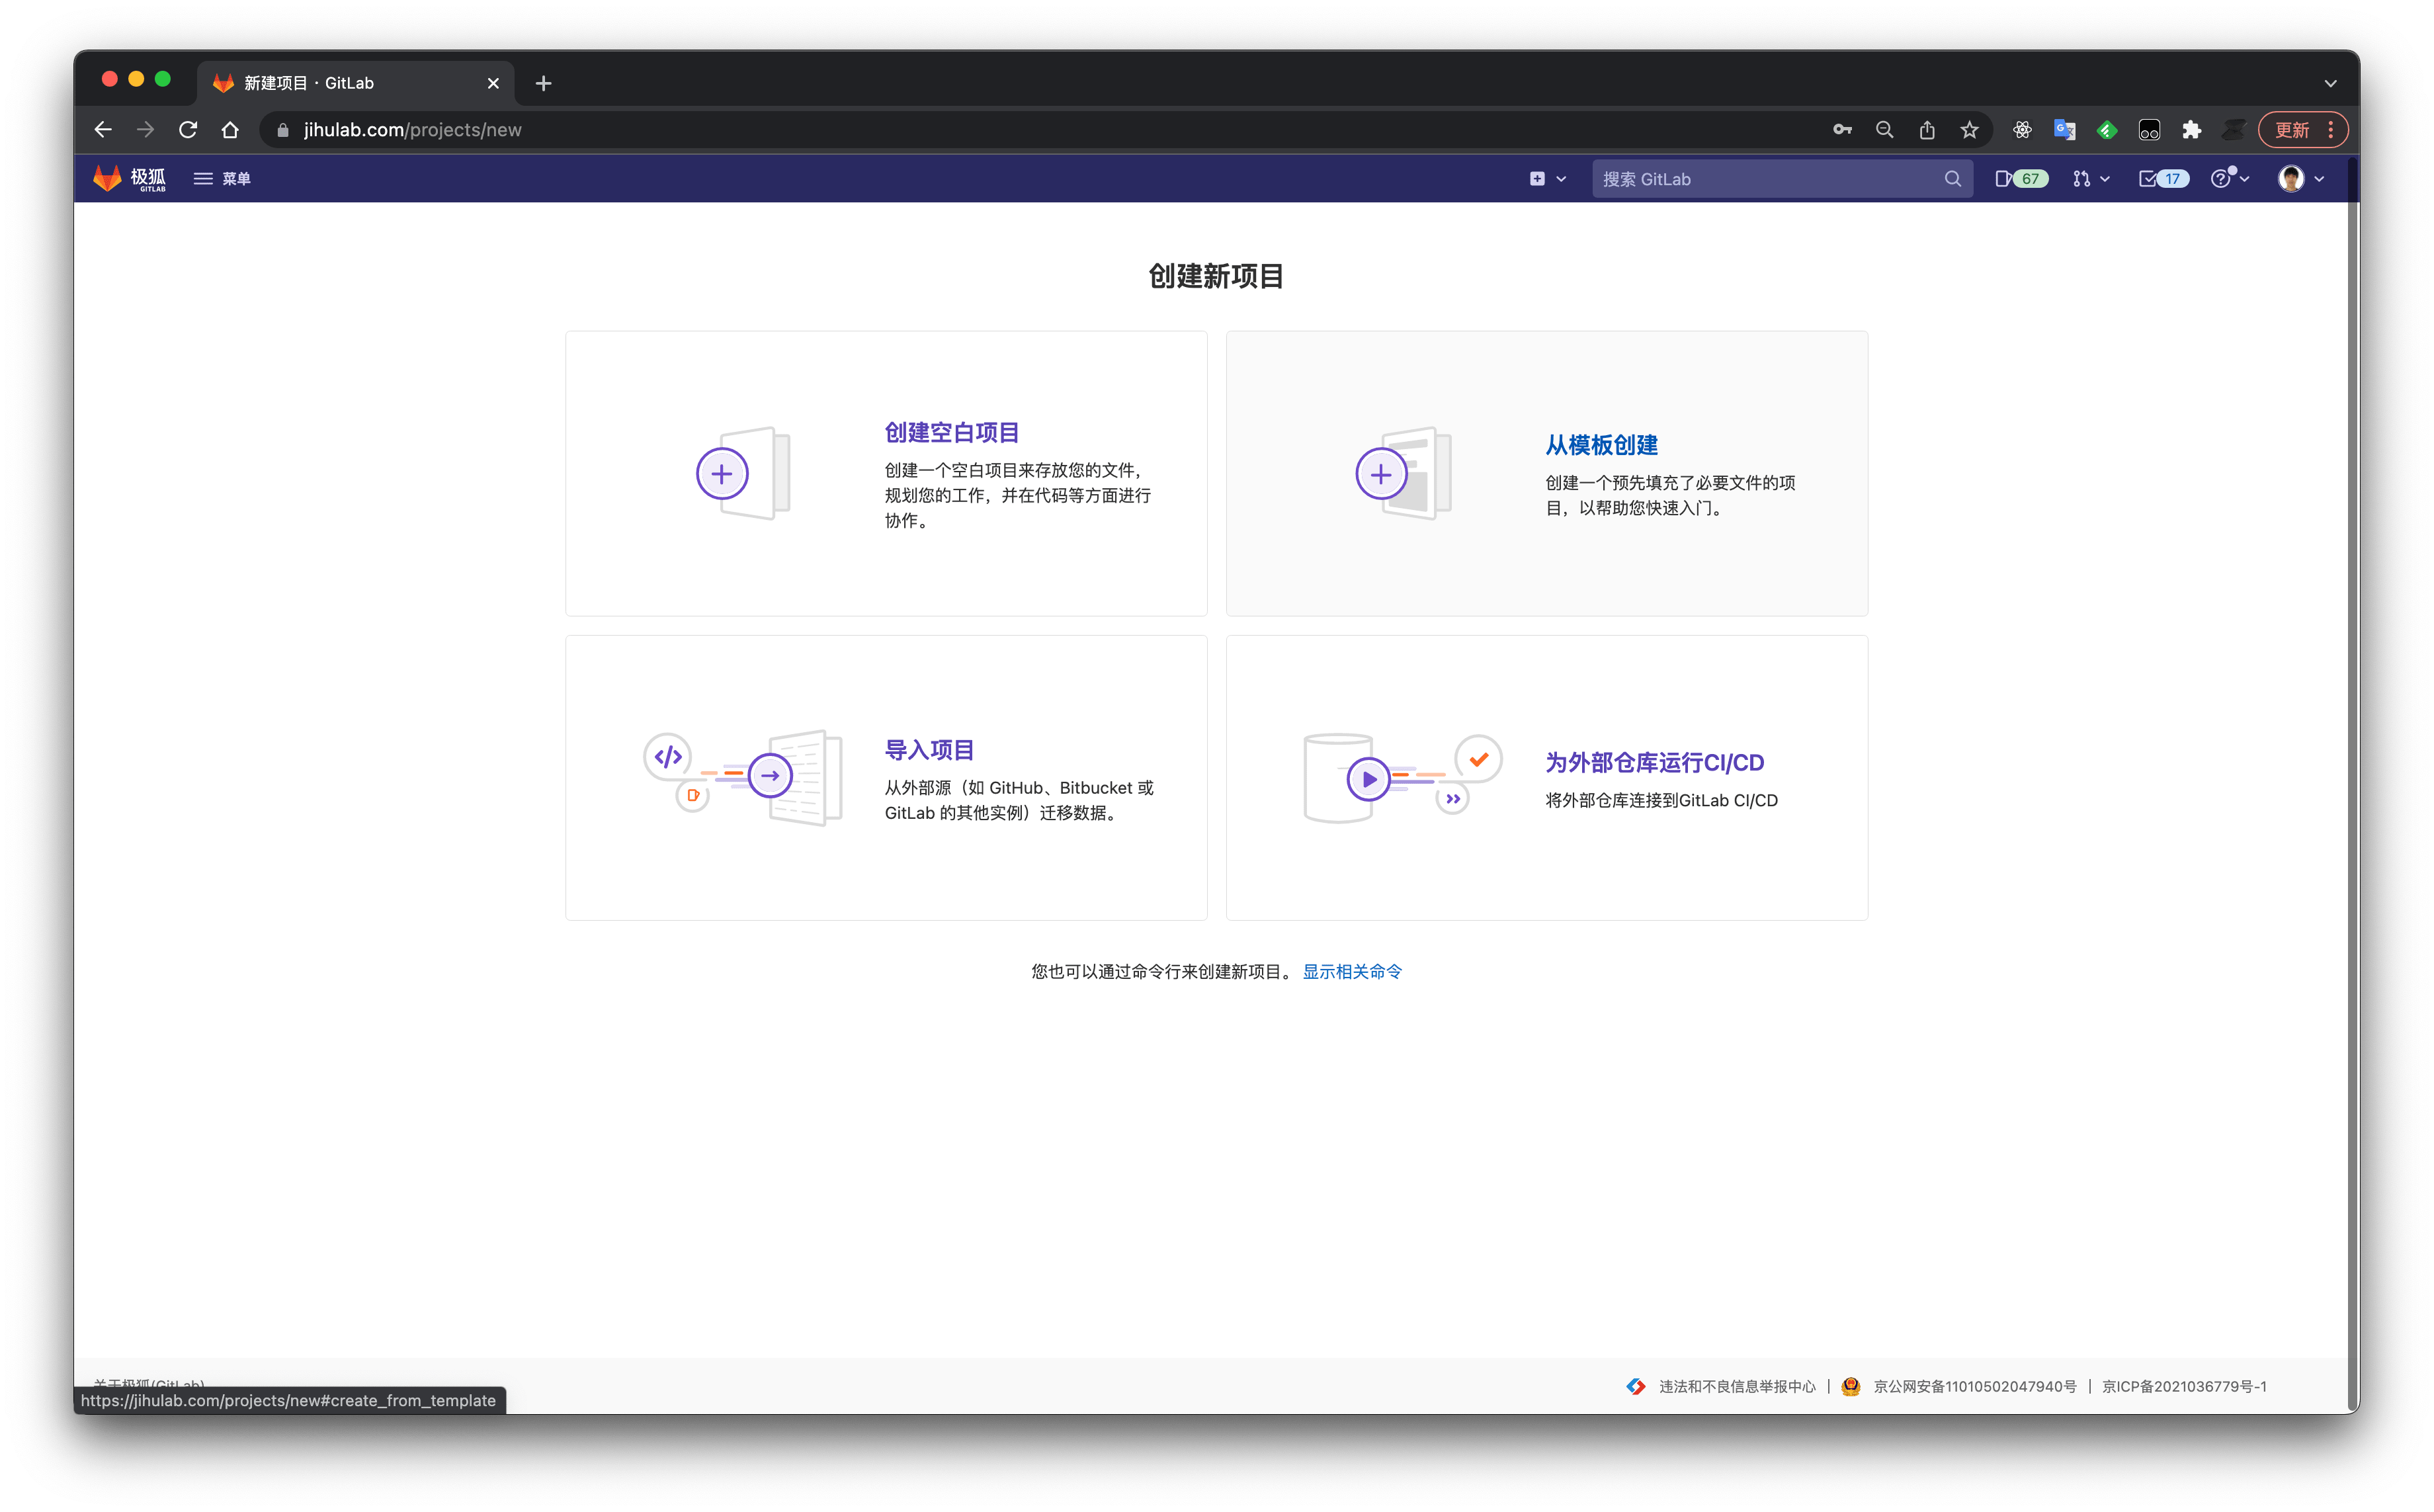 新建项目 · GitLab
jihulab.com/projects/new
更新
极狐
GITLAB
菜单
搜索 GitLab
67
17
创建新项目
创建空白项目
创建一个空白项目来存放您的文件，
规划您的工作，并在代码等方面进行
协作。
从模板创建
创建一个预先填充了必要文件的项
目，以帮助您快速入门。
导入项目
从外部源（如 GitHub、Bitbucket 或
GitLab 的其他实例）迁移数据。
为外部仓库运行CI/CD
将外部仓库连接到GitLab CI/CD
您也可以通过命令行来创建新项目。 显示相关命令
关于极狐(GitLab)
违法和不良信息举报中心 | 京公网安备11010502047940号 | 京ICP备2021036779号-1
https://jihulab.com/projects/new#create_from_template